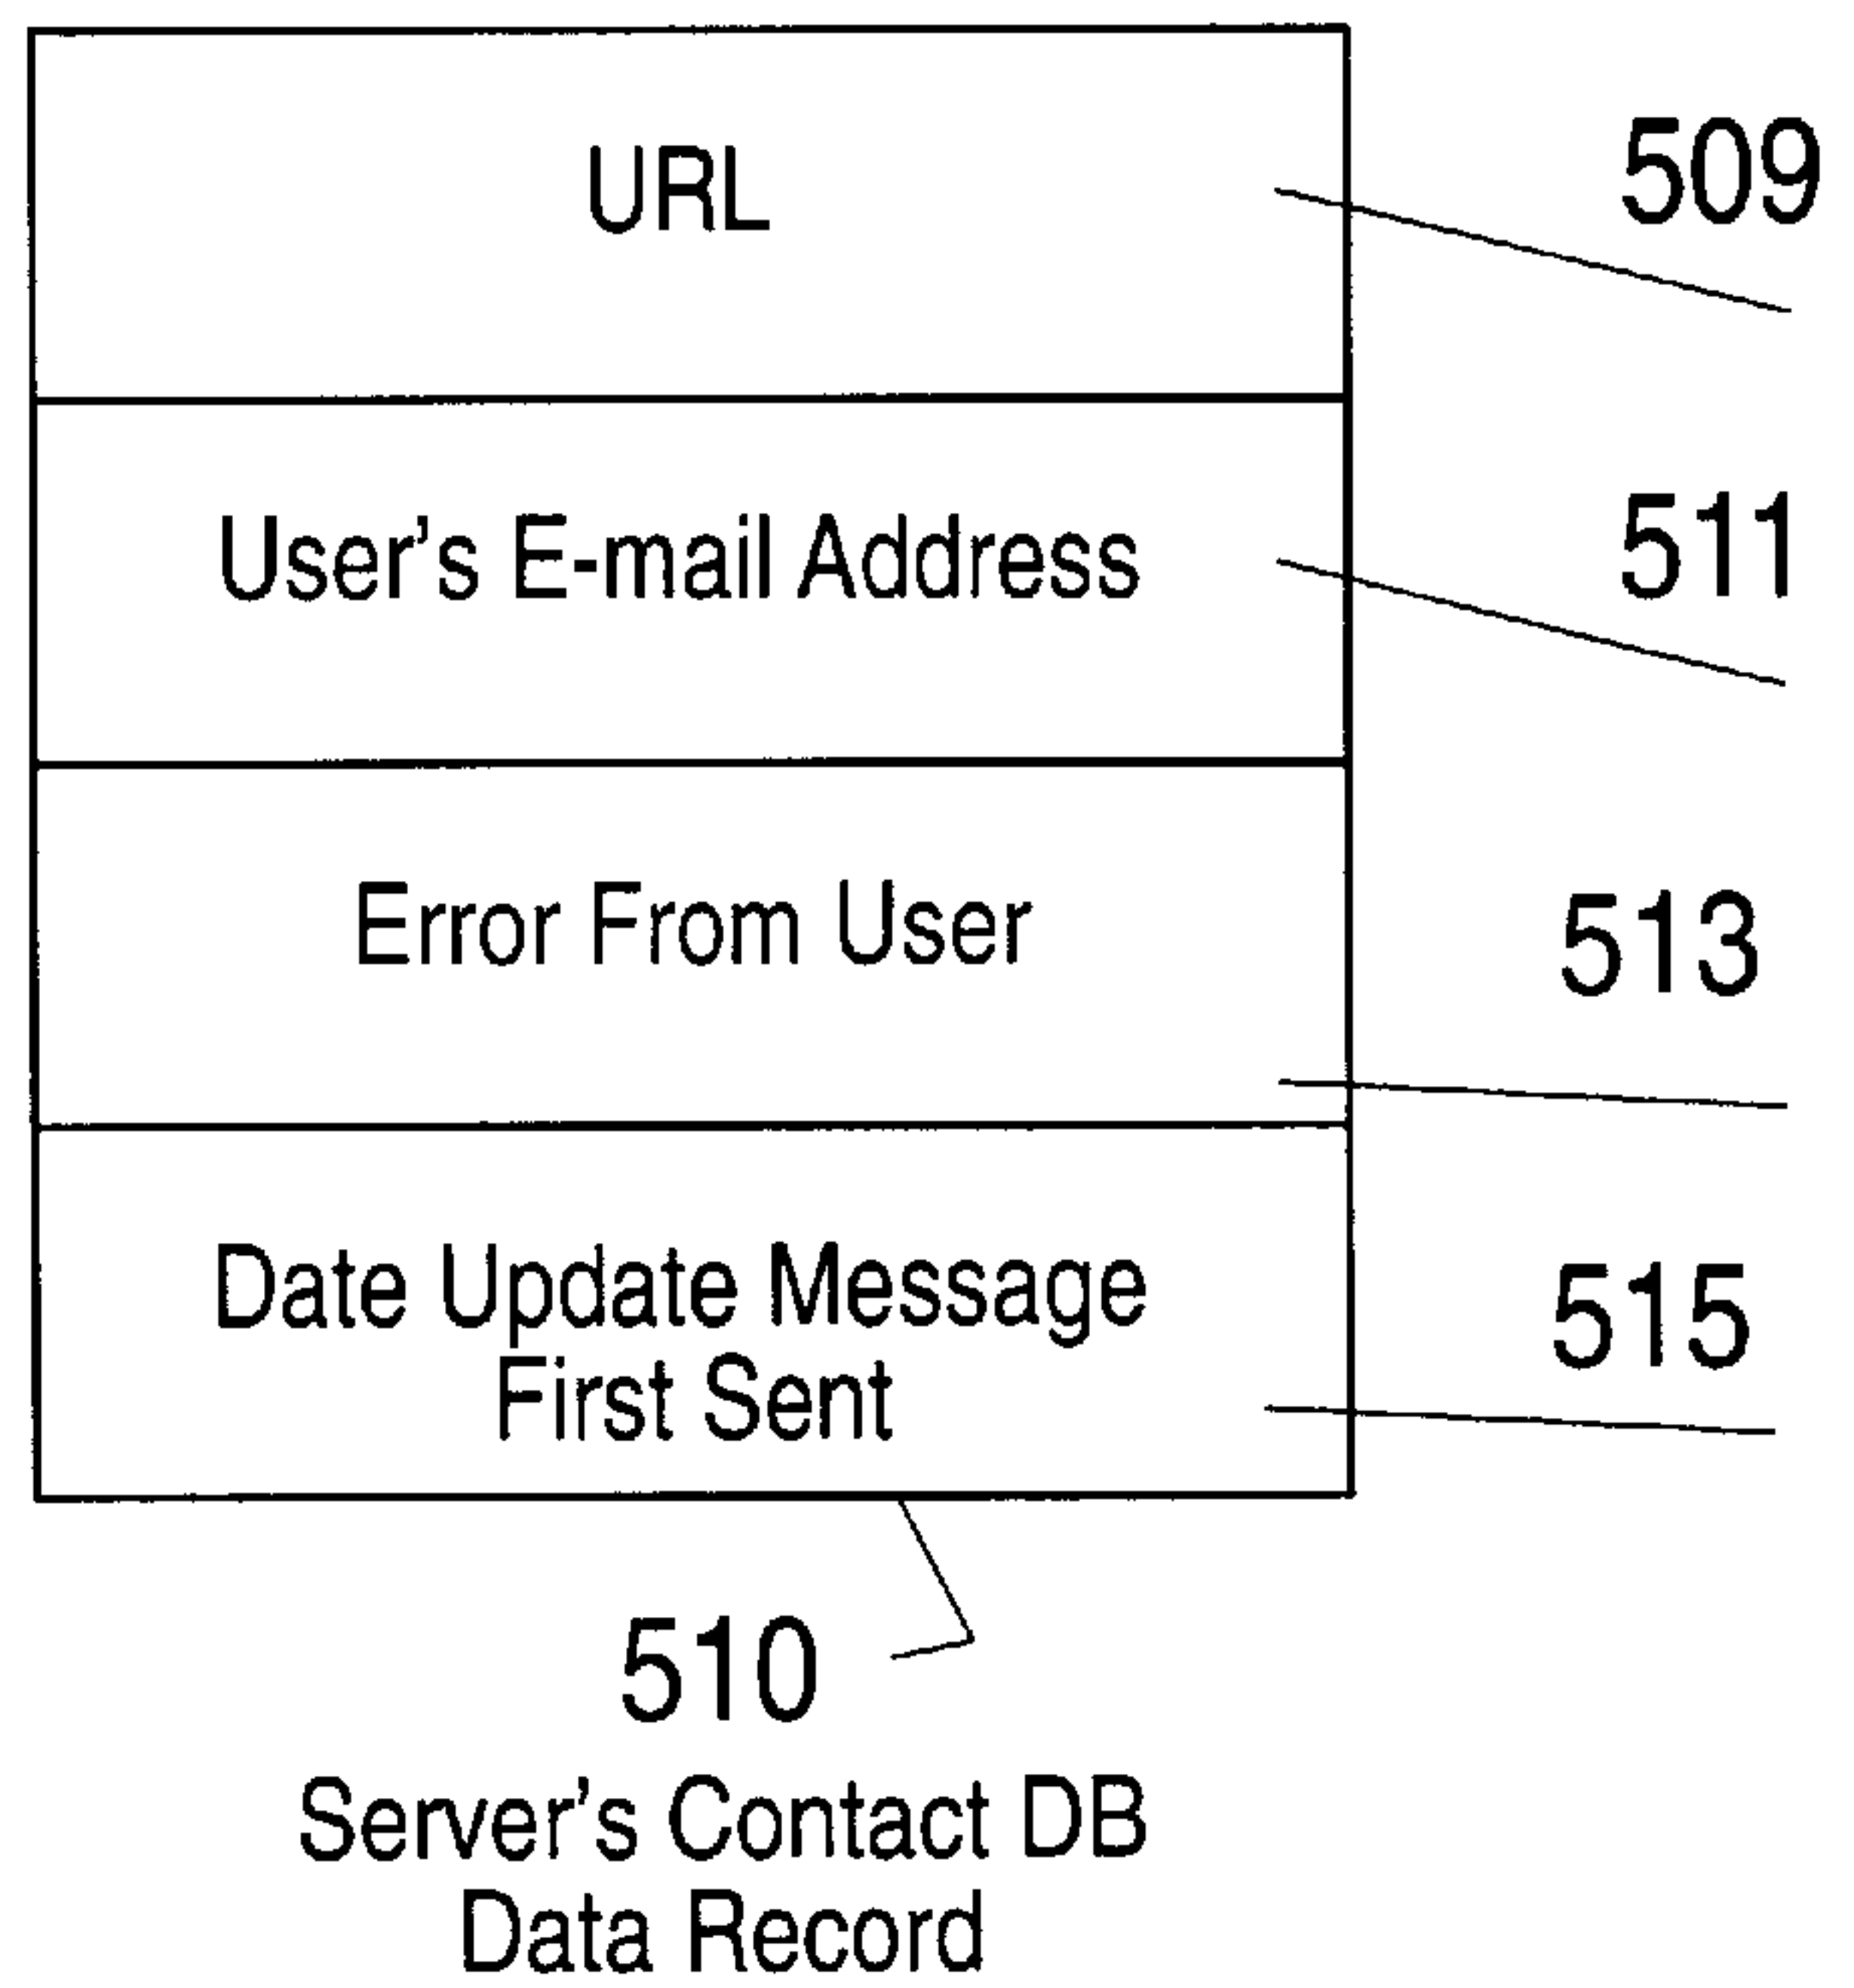 URL
509
User's E-mail Address
511
Error From User
513
Date Update Message
First Sent
515
510
Server's Contact DB
Data Record